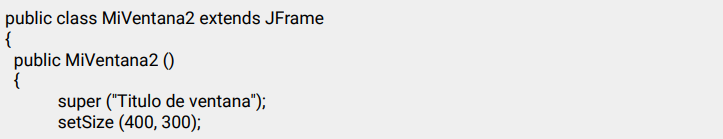 public class MiVentana2 extends JFrame
{
public MiVentana2 ()
{
super ("Titulo de ventana");
setSize (400, 300);